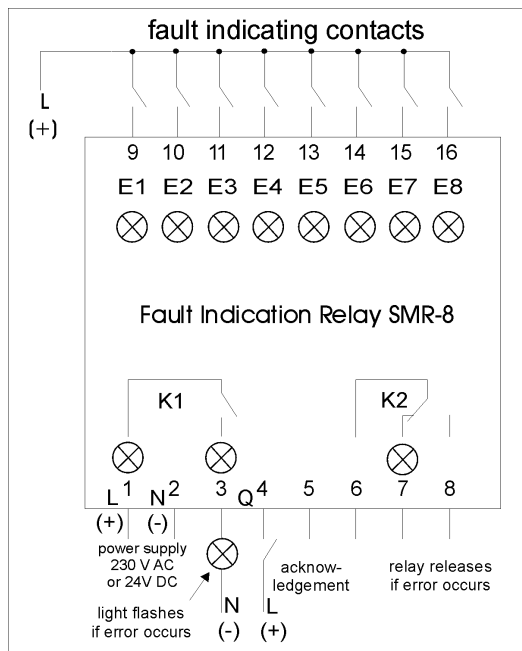 fault indicating contacts
L
(+)
9 10 11 12 13 14 15 16
E1 E2 E3 E4 E5 E6 E7 E8
Fault Indication Relay SMR-8
K1 K2
1 2 3 4 5 6 7 8
L N Q
(+) (-)
power supply
230 V AC
or 24V DC
acknow-
ledgement
relay releases
if error occurs
light flashes
if error occurs
N L
(-) (+)